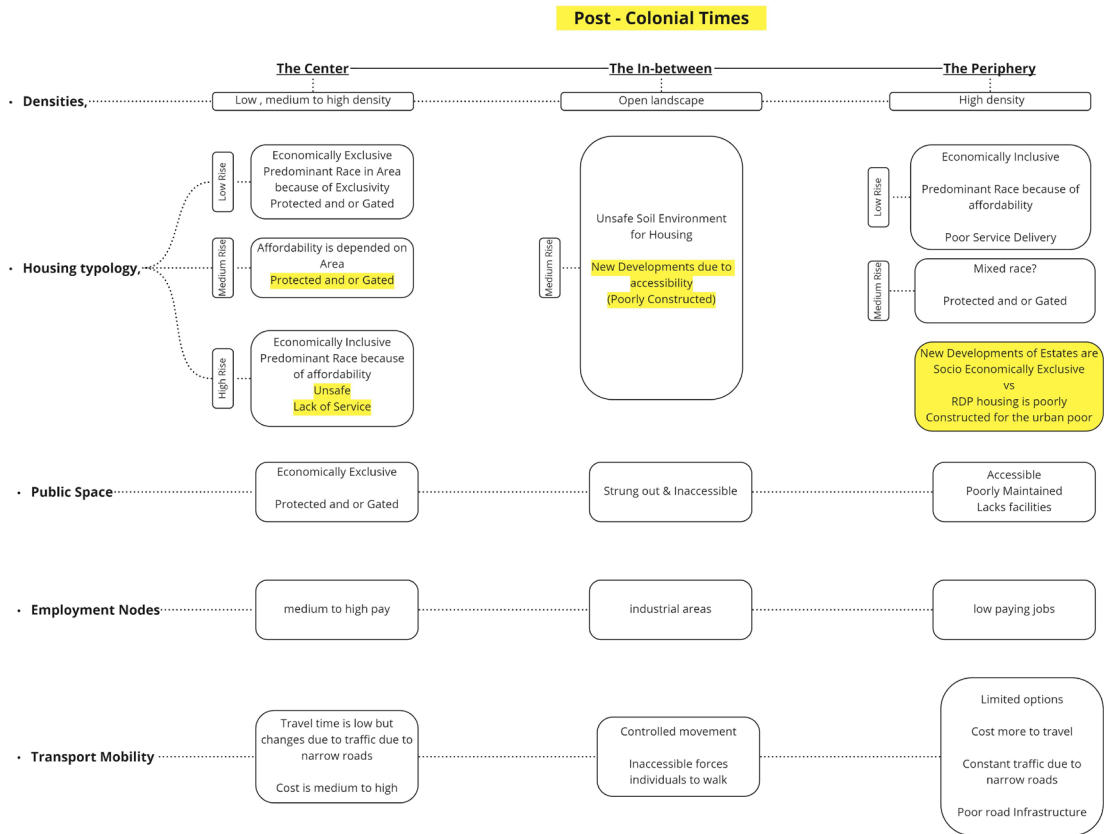 Post - Colonial Times
The Center
The In-between
The Periphery
Densities,
Low , medium to high density
Open landscape
High density
Housing typology,
Low Rise
Economically Exclusive
Predominant Race in Area
because of Exclusivity
Protected and or Gated
Medium Rise
Affordability is depended on
Area
Protected and or Gated
High Rise
Economically Inclusive
Predominant Race because
of affordability
Unsafe
Lack of Service
Medium Rise
Unsafe Soil Environment
for Housing
New Developments due to
accessibility
(Poorly Constructed)
Low Rise
Economically Inclusive
Predominant Race because of
affordability
Poor Service Delivery
Medium Rise
Mixed race?
Protected and or Gated
New Developments of Estates are
Socio Economically Exclusive
vs
RDP housing is poorly
Constructed for the urban poor
Public Space
Economically Exclusive
Protected and or Gated
Strung out & Inaccessible
Accessible
Poorly Maintained
Lacks facilities
Employment Nodes
medium to high pay
industrial areas
low paying jobs
Transport Mobility
Travel time is low but
changes due to traffic due to
narrow roads
Cost is medium to high
Controlled movement
Inaccessible forces
individuals to walk
Limited options
Cost more to travel
Constant traffic due to
narrow roads
Poor road Infrastructure